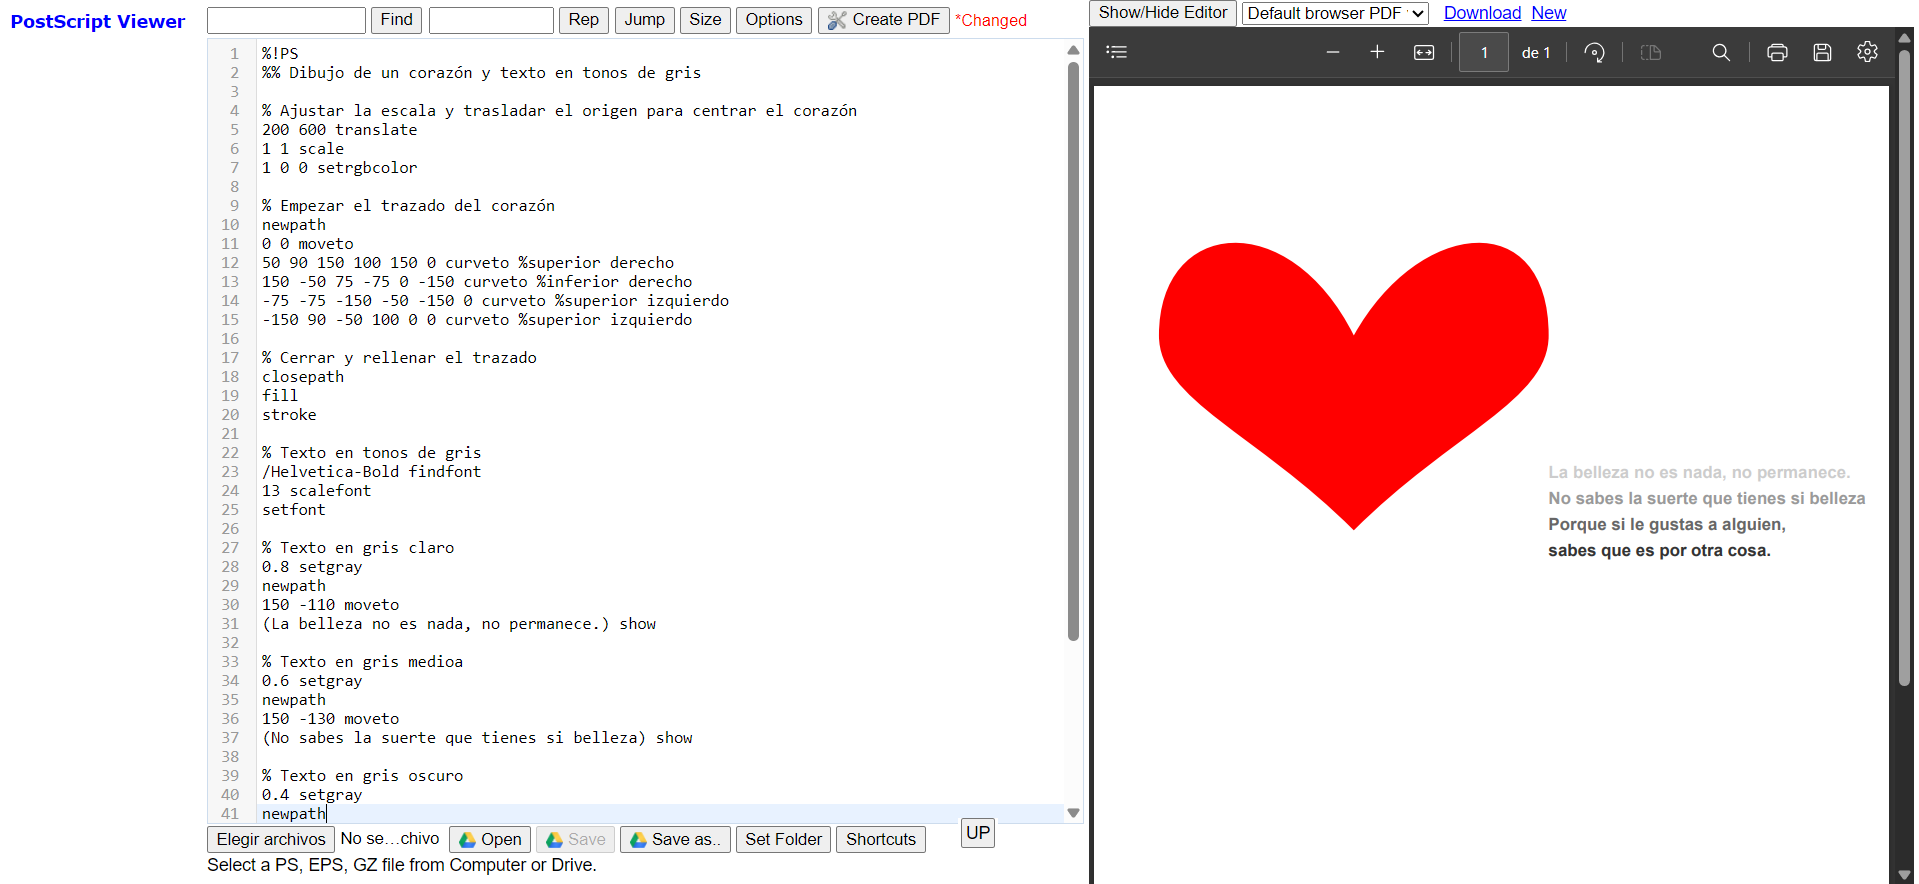 PostScript Viewer
Find Rep Jump Size Options Create PDF *Changed
Show/Hide Editor Default browser PDF Download New
1 de 1
1 %!PS
2 %% Dibujo de un corazón y texto en tonos de gris
3
4 % Ajustar la escala y trasladar el origen para centrar el corazón
5 200 600 translate
6 1 1 scale
7 1 0 0 setrgbcolor
8
9 % Empezar el trazado del corazón
10 newpath
11 0 0 moveto
12 50 90 150 100 150 0 curveto %superior derecho
13 150 -50 75 -75 0 -150 curveto %inferior derecho
14 -75 -75 -150 -50 -150 0 curveto %superior izquierdo
15 -150 90 -50 100 0 0 curveto %superior izquierdo
16
17 % Cerrar y rellenar el trazado
18 closepath
19 fill
20 stroke
21
22 % Texto en tonos de gris
23 /Helvetica-Bold findfont
24 13 scalefont
25 setfont
26
27 % Texto en gris claro
28 0.8 setgray
29 newpath
30 150 -110 moveto
31 (La belleza no es nada, no permanece.) show
32
33 % Texto en gris medioa
34 0.6 setgray
35 newpath
36 150 -130 moveto
37 (No sabes la suerte que tienes si belleza) show
38
39 % Texto en gris oscuro
40 0.4 setgray
41 newpath
La belleza no es nada, no permanece.
No sabes la suerte que tienes si belleza
Porque si le gustas a alguien,
sabes que es por otra cosa.
Elegir archivos No se...chivo Open Save Save as.. Set Folder Shortcuts UP
Select a PS, EPS, GZ file from Computer or Drive.